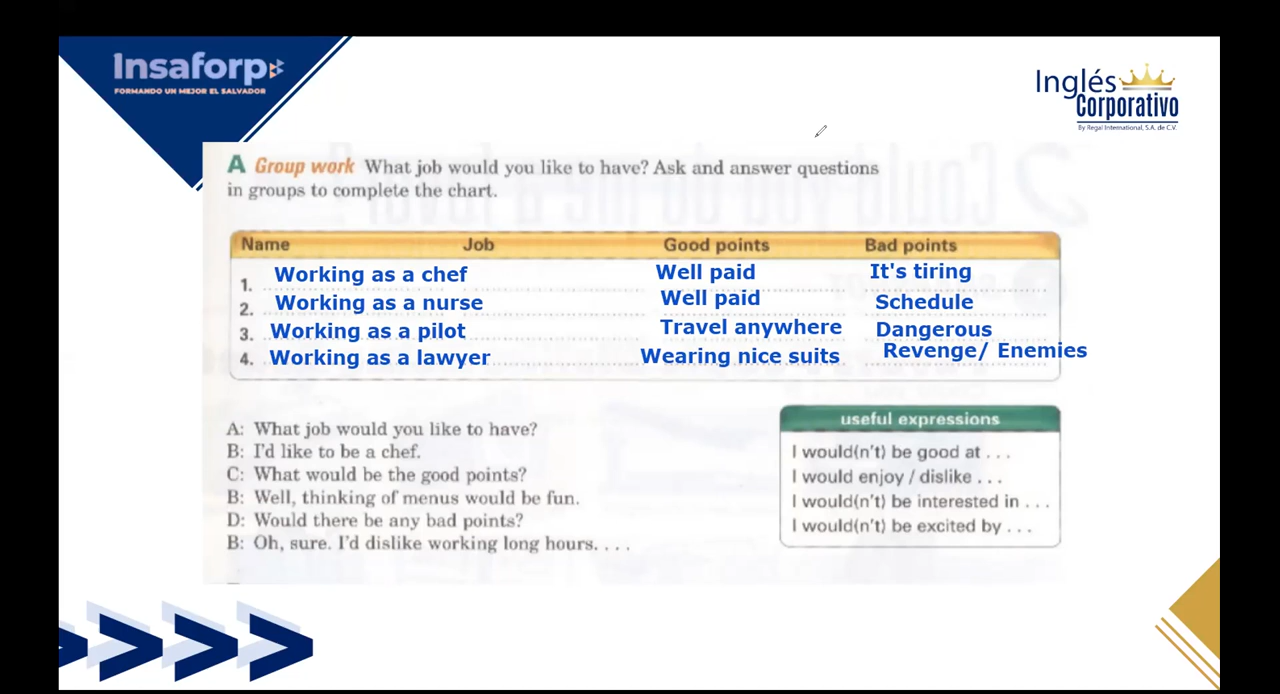 Insaforp
FORMANDO UN MEJOR EL SALVADOR
Inglés
Corporativo
By Regal International, S.A. de C.V.
A Group work What job would you like to have? Ask and answer questions
in groups to complete the chart.
Name Job Good points Bad points
1. Working as a chef Well paid It's tiring
2. Working as a nurse Well paid Schedule
3. Working as a pilot Travel anywhere Dangerous
4. Working as a lawyer Wearing nice suits Revenge/ Enemies
A: What job would you like to have?
B: I'd like to be a chef.
C: What would be the good points?
B: Well, thinking of menus would be fun.
D: Would there be any bad points?
B: Oh, sure. I'd dislike working long hours. . . .
useful expressions
I would(n't) be good at . . .
I would enjoy / dislike . . .
I would(n't) be interested in . . .
I would(n't) be excited by . . .